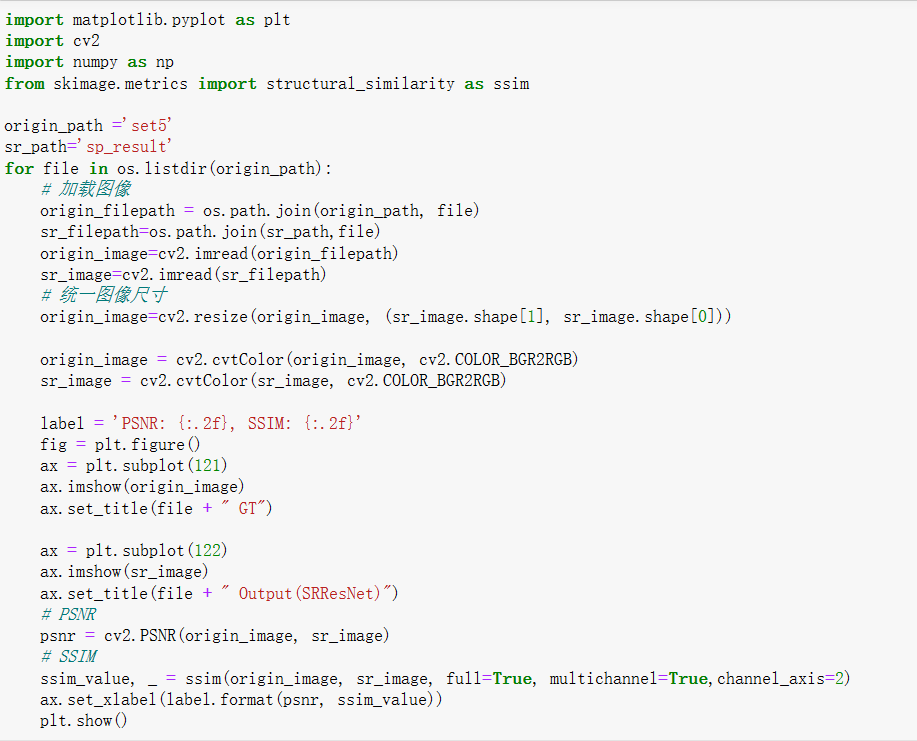 import matplotlib.pyplot as plt
import cv2
import numpy as np
from skimage.metrics import structural_similarity as ssim

origin_path ='set5'
sr_path='sp_result'
for file in os.listdir(origin_path):
    # 加载图像
    origin_filepath = os.path.join(origin_path, file)
    sr_filepath=os.path.join(sr_path,file)
    origin_image=cv2.imread(origin_filepath)
    sr_image=cv2.imread(sr_filepath)
    # 统一图像尺寸
    origin_image=cv2.resize(origin_image, (sr_image.shape[1], sr_image.shape[0]))

    origin_image = cv2.cvtColor(origin_image, cv2.COLOR_BGR2RGB)
    sr_image = cv2.cvtColor(sr_image, cv2.COLOR_BGR2RGB)

    label = 'PSNR: {:.2f}, SSIM: {:.2f}'
    fig = plt.figure()
    ax = plt.subplot(121)
    ax.imshow(origin_image)
    ax.set_title(file + " GT")

    ax = plt.subplot(122)
    ax.imshow(sr_image)
    ax.set_title(file + " Output(SRResNet)")
    # PSNR
    psnr = cv2.PSNR(origin_image, sr_image)
    # SSIM
    ssim_value, _ = ssim(origin_image, sr_image, full=True, multichannel=True,channel_axis=2)
    ax.set_xlabel(label.format(psnr, ssim_value))
    plt.show()